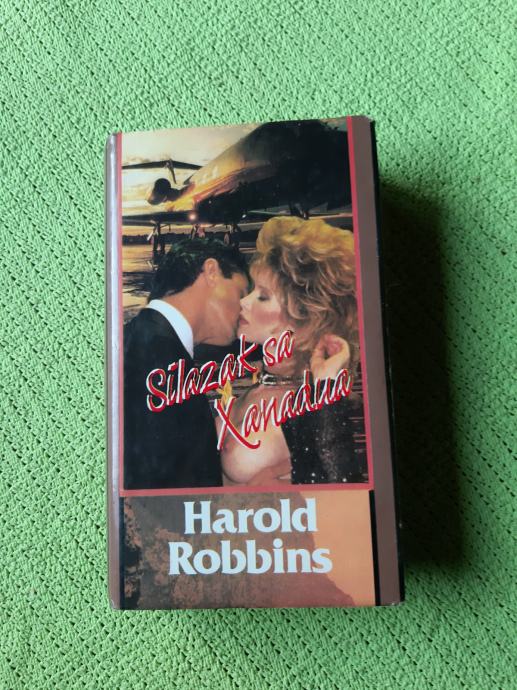 Silazak sa
Xanadua
Harold
Robbins